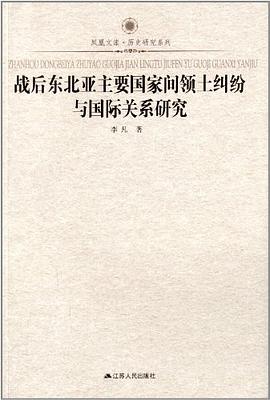 凤凰文库·历史研究系列
ZHANHOU DONGBEIYA ZHUYAO GUOJIA JIAN LINGTU JIUFEN YU GUOJI GUANXI YANJIU
战后东北亚主要国家间领土纠纷
与国际关系研究
李凡 著
江苏人民出版社